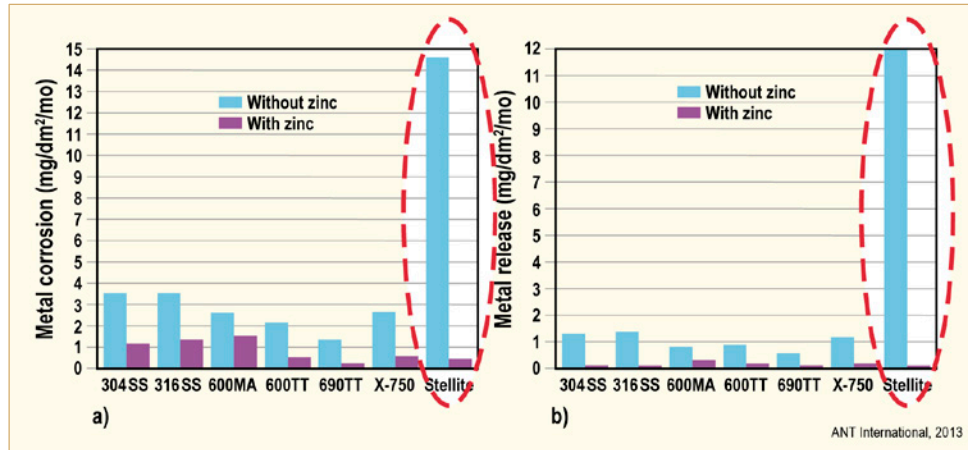 Metal corrosion (mg/dm²/mo)
15
14
13
12
11
10
9
8
7
6
5
4
3
2
1
0
Without zinc
With zinc
304SS 316SS 600MA 600TT 690TT X-750 Stellite
a)
Metal release (mg/dm²/mo)
12
11
10
9
8
7
6
5
4
3
2
1
0
Without zinc
With zinc
304SS 316SS 600MA 600TT 690TT X-750 Stellite
b)
ANT International, 2013